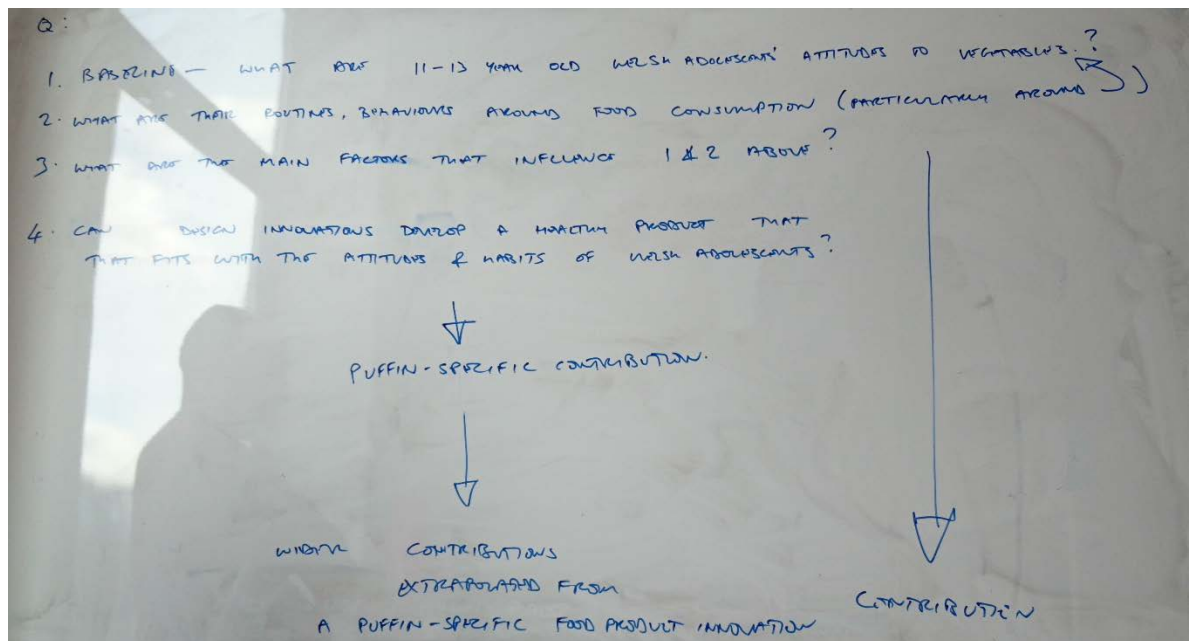 Q:
1. BASELINE — WHAT ARE 11-13 YEAR OLD WELSH ADOLESCENTS' ATTITUDES TO VEGETABLES.?
2. WHAT ARE THEIR ROUTINES, BEHAVIOURS AROUND FOOD CONSUMPTION (PARTICULARLY AROUND )
3. WHAT ARE THE MAIN FACTORS THAT INFLUENCE 1 & 2 ABOVE?
4. CAN DESIGN INNOVATIONS DEVELOP A HEALTHY PRODUCT THAT
THAT FITS WITH THE ATTITUDES & HABITS OF WELSH ADOLESCENTS?
PUFFIN-SPECIFIC CONTRIBUTION.
WIDER CONTRIBUTIONS
EXTRAPOLATED FROM
A PUFFIN-SPECIFIC FOOD PRODUCT INNOVATION
CONTRIBUTION